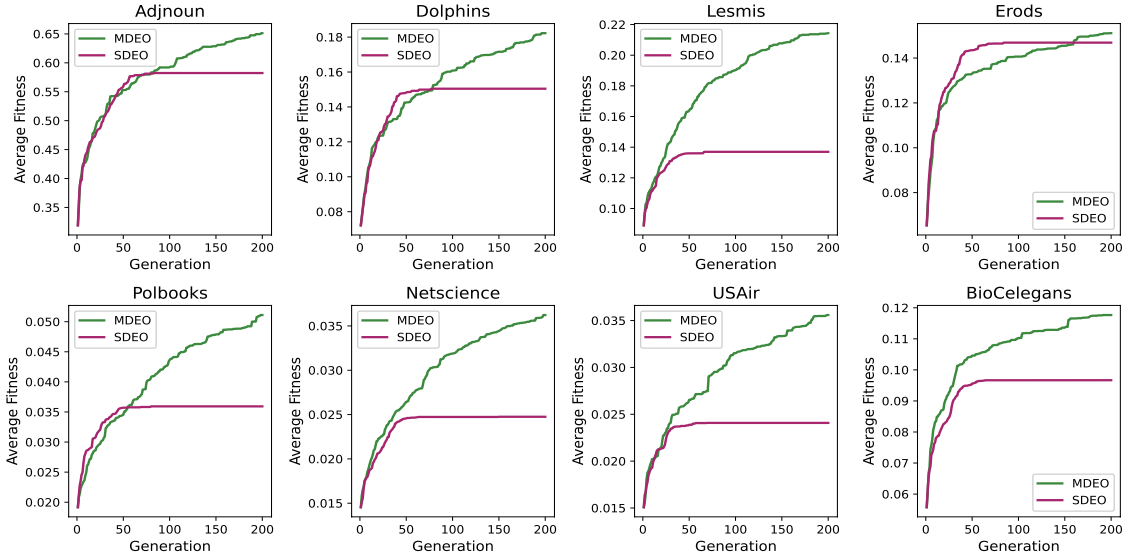 Adjnoun
Average Fitness
0.65
0.60
0.55
0.50
0.45
0.40
0.35
MDEO
SDEO
0 50 100 150 200
Generation
Dolphins
Average Fitness
0.18
0.16
0.14
0.12
0.10
0.08
MDEO
SDEO
0 50 100 150 200
Generation
Lesmis
Average Fitness
0.22
0.20
0.18
0.16
0.14
0.12
0.10
MDEO
SDEO
0 50 100 150 200
Generation
Erods
Average Fitness
0.14
0.12
0.10
0.08
MDEO
SDEO
0 50 100 150 200
Generation
Polbooks
Average Fitness
0.050
0.045
0.040
0.035
0.030
0.025
0.020
MDEO
SDEO
0 50 100 150 200
Generation
Netscience
Average Fitness
0.035
0.030
0.025
0.020
0.015
MDEO
SDEO
0 50 100 150 200
Generation
USAir
Average Fitness
0.035
0.030
0.025
0.020
0.015
MDEO
SDEO
0 50 100 150 200
Generation
BioCelegans
Average Fitness
0.12
0.11
0.10
0.09
0.08
0.07
0.06
MDEO
SDEO
0 50 100 150 200
Generation